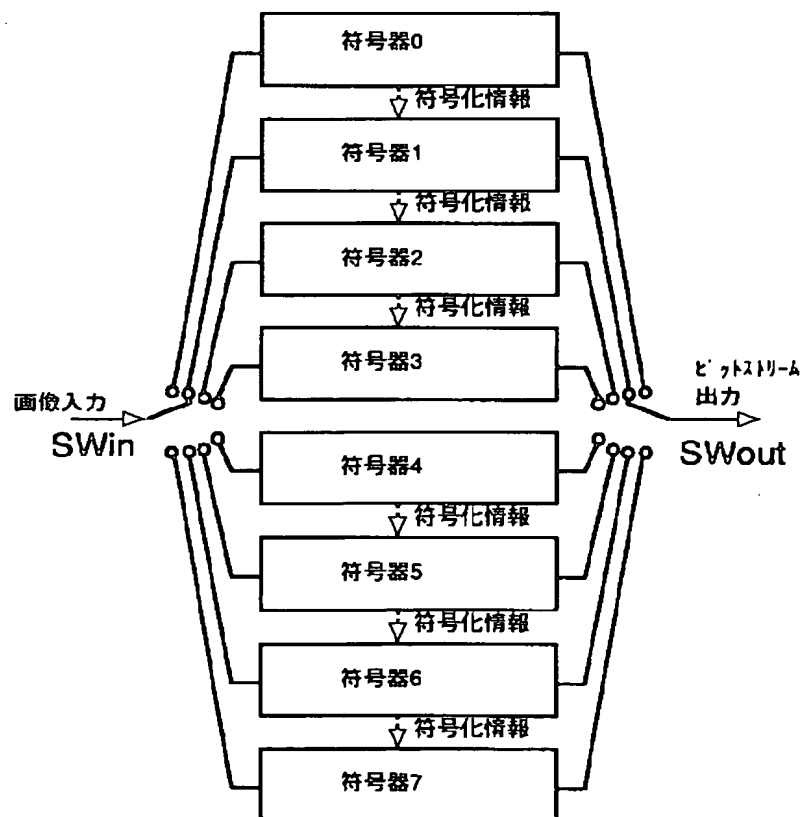 符号器0
符号化情報
符号器1
符号化情報
符号器2
符号化情報
符号器3
画像入力
SWin
ビットストリーム
出力
SWout
符号器4
符号化情報
符号器5
符号化情報
符号器6
符号化情報
符号器7